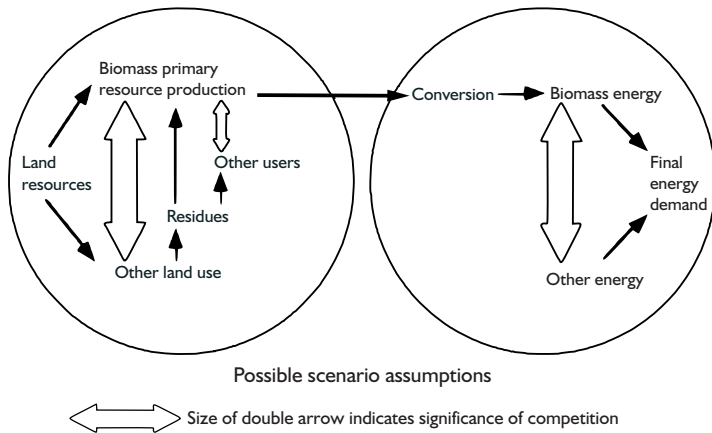 Biomass primary
resource production
Conversion
Biomass energy
Land
resources
Other users
Final
energy
demand
Residues
Other land use
Other energy
Possible scenario assumptions
Size of double arrow indicates significance of competition